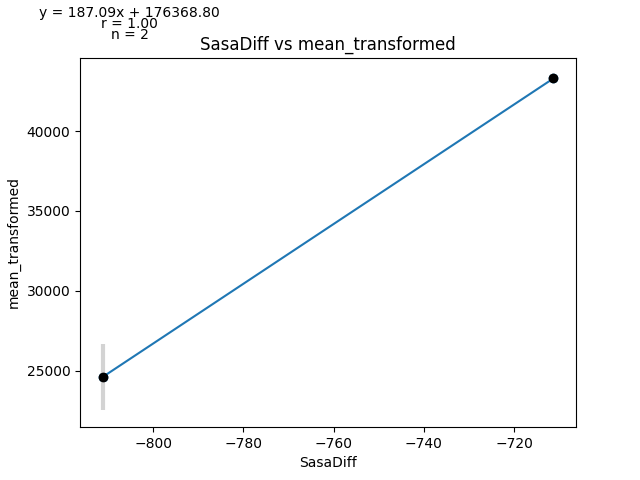 y = 187.09x + 176368.80
r = 1.00
n = 2
SasaDiff vs mean_transformed
40000
35000
30000
25000
mean_transformed
−800
−780
−760
−740
−720
SasaDiff